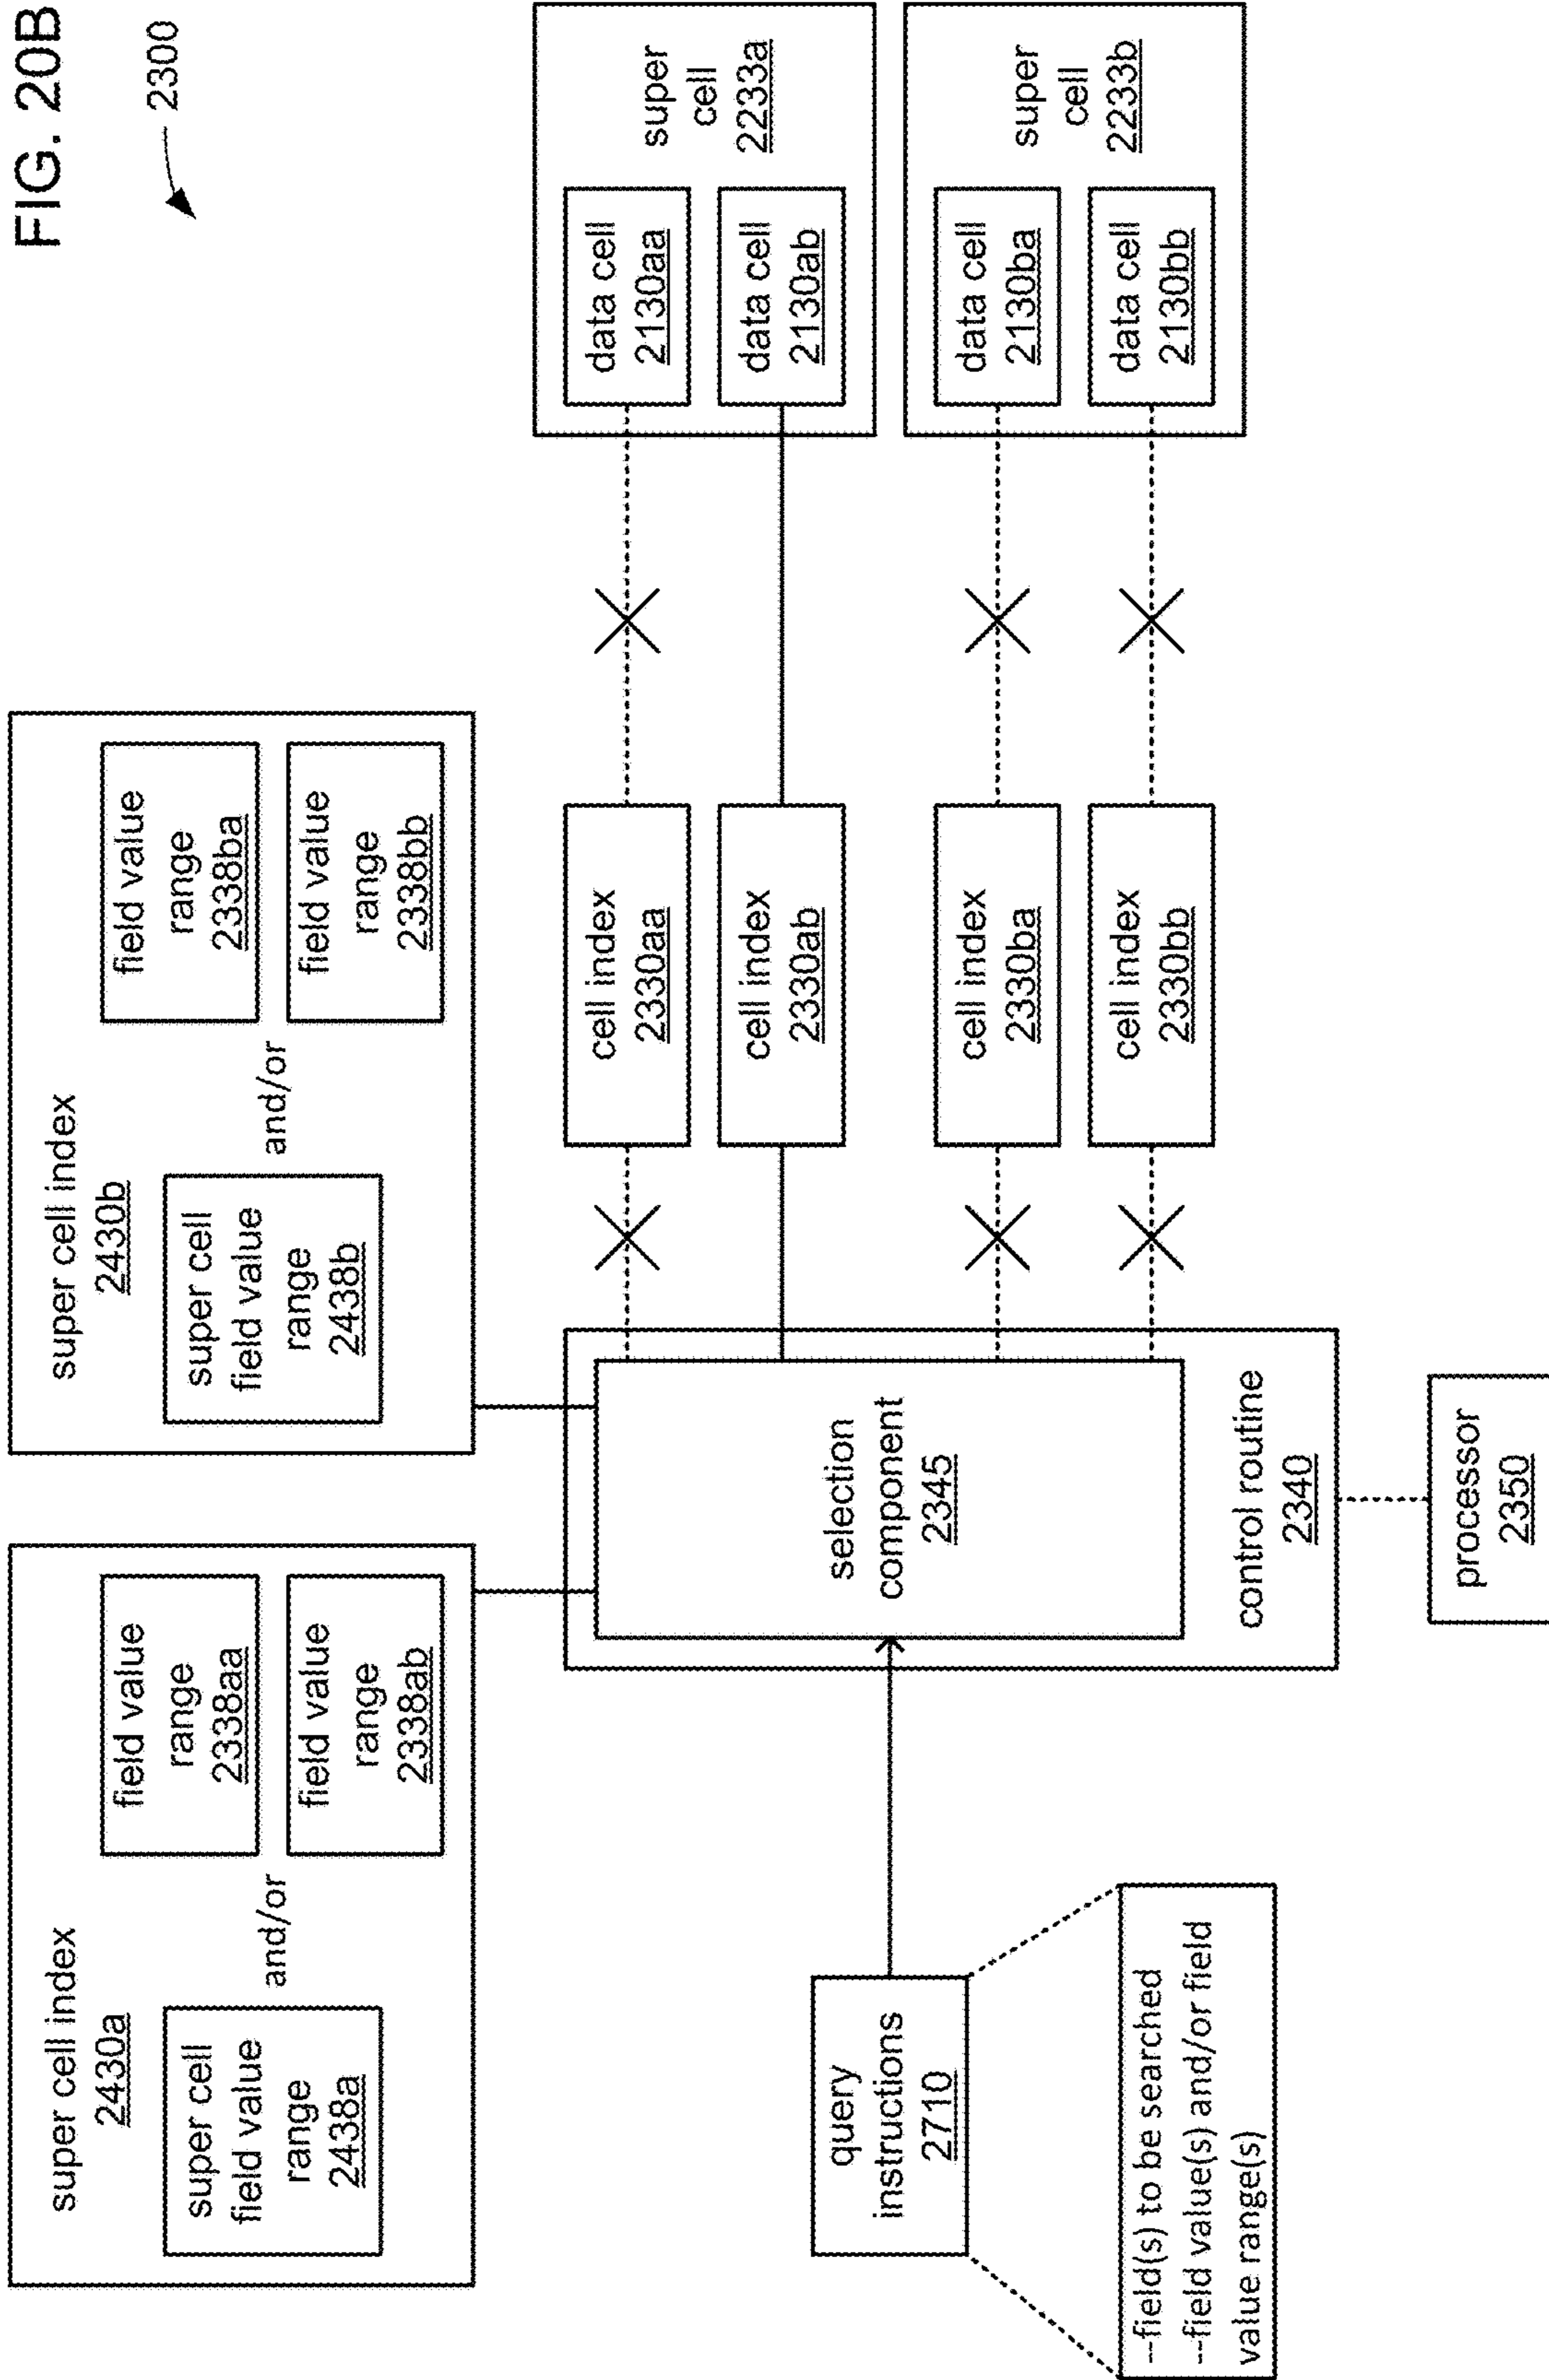 FIG. 20B
2300
super cell index
2430a
super cell
field value
range
2438a
and/or
field value
range
2338aa
field value
range
2338ab
super cell index
2430b
super cell
field value
range
2438b
and/or
field value
range
2338ba
field value
range
2338bb
query
instructions
2710
--field(s) to be searched
--field value(s) and/or field
value range(s)
selection
component
2345
control routine
2340
processor
2350
cell index
2330aa
cell index
2330ab
cell index
2330ba
cell index
2330bb
data cell
2130aa
data cell
2130ab
super
cell
2233a
data cell
2130ba
data cell
2130bb
super
cell
2233b